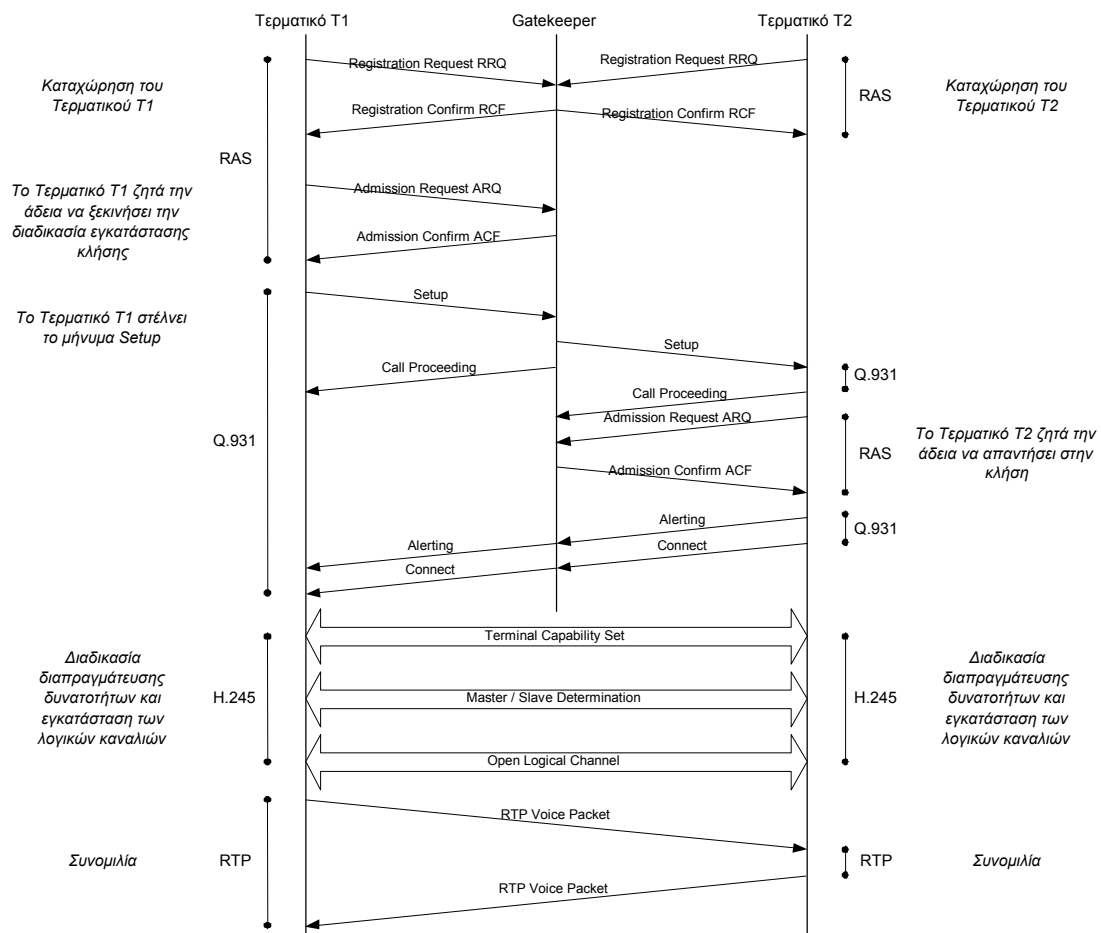 Τερματικό Τ1
Gatekeeper
Τερματικό Τ2
Registration Request RRQ
Registration Request RRQ
Καταχώρηση του
Τερματικού Τ1
RAS
Καταχώρηση του
Τερματικού Τ2
Registration Confirm RCF
Registration Confirm RCF
RAS
Το Τερματικό Τ1 ζητά την
άδεια να ξεκινήσει την
διαδικασία εγκατάστασης
κλήσης
Admission Request ARQ
Admission Confirm ACF
Setup
Το Τερματικό Τ1 στέλνει
το μήνυμα Setup
Setup
Call Proceeding
Q.931
Call Proceeding
Admission Request ARQ
Q.931
RAS
Το Τερματικό Τ2 ζητά την
άδεια να απαντήσει στην
κλήση
Admission Confirm ACF
Alerting
Q.931
Alerting
Connect
Connect
Terminal Capability Set
Διαδικασία
διαπραγμάτευσης
δυνατοτήτων και
εγκατάσταση των
λογικών καναλιών
H.245
Master / Slave Determination
H.245
Διαδικασία
διαπραγμάτευσης
δυνατοτήτων και
εγκατάσταση των
λογικών καναλιών
Open Logical Channel
RTP Voice Packet
Συνομιλία
RTP
RTP
Συνομιλία
RTP Voice Packet